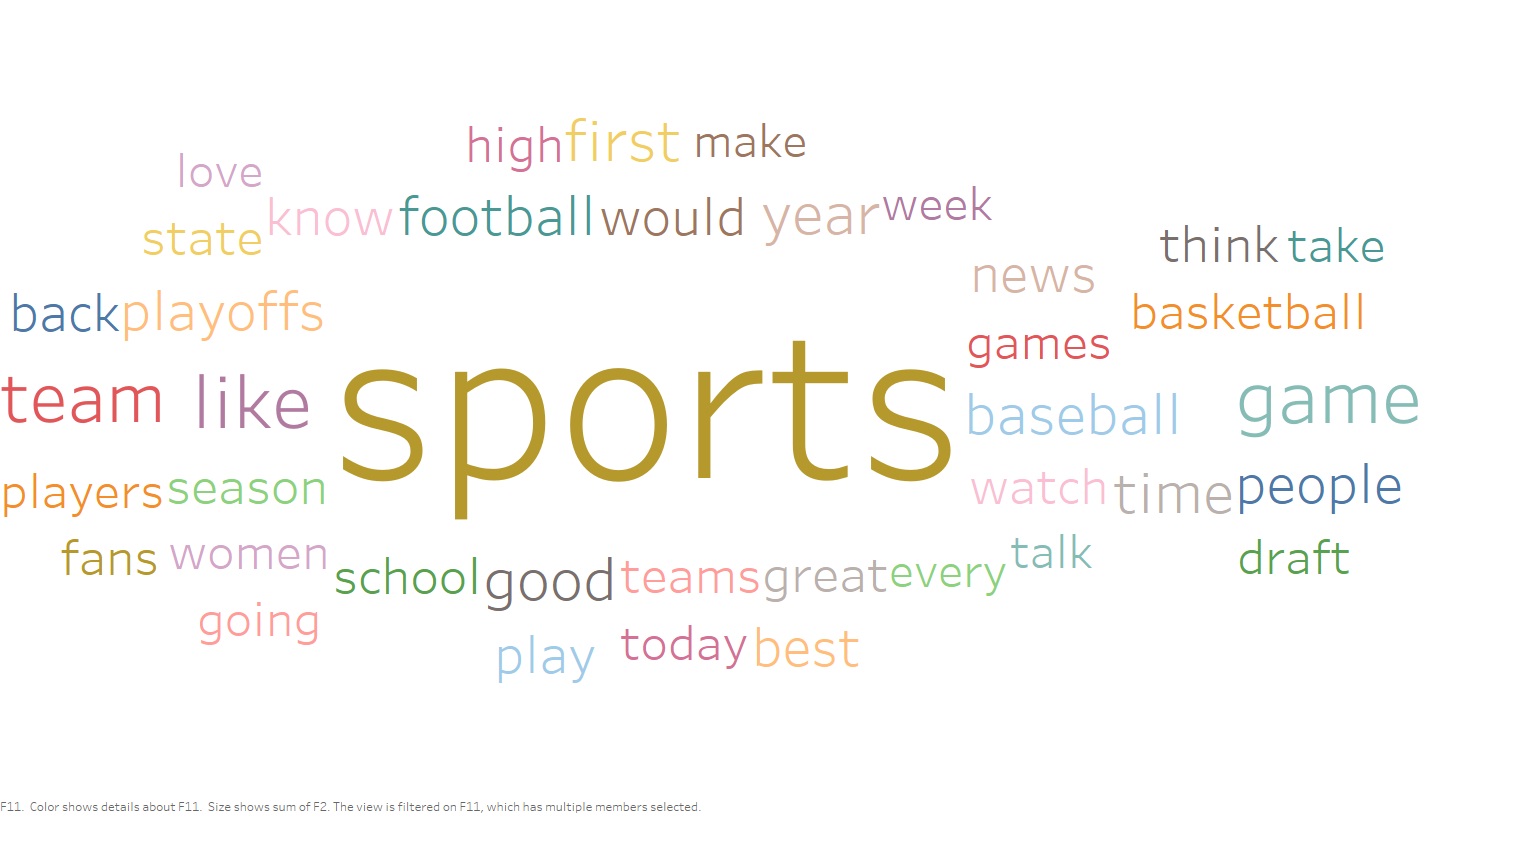 high first make
love
know football would year week
state
think take
news
back playoffs
basketball
games
team like sports baseball game
players season
watch time people
fans women
school good teams great every talk draft
going
play today best
F11. Color shows details about F11. Size shows sum of F2. The view is filtered on F11, which has multiple members selected.